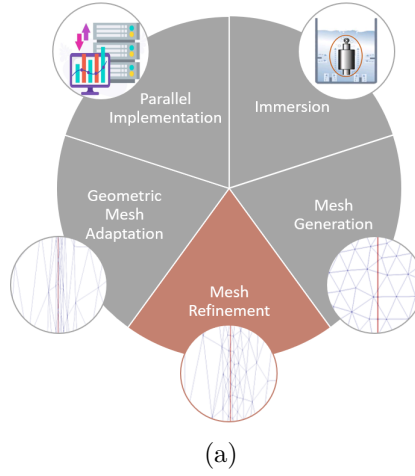 Parallel
Implementation
Immersion
Geometric
Mesh
Adaptation
Mesh
Generation
Mesh
Refinement
(a)